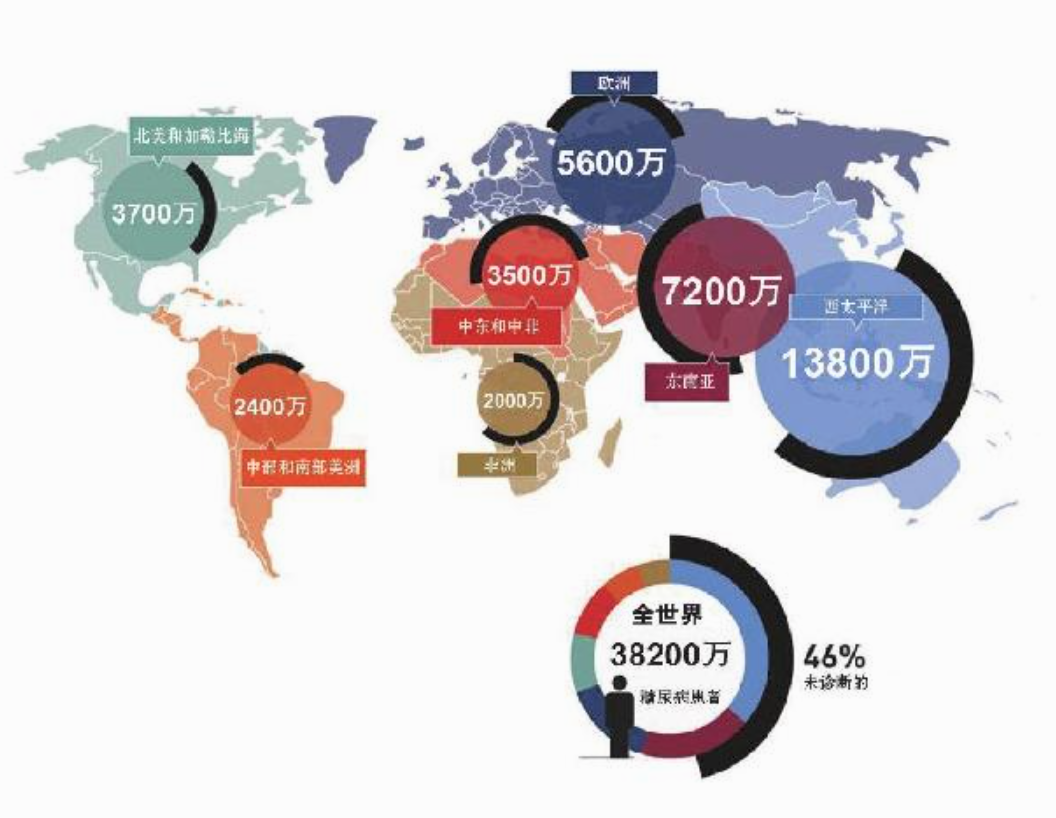 欧洲
5600万
北美和加勒比海
3700万
3500万
中东和中非
7200万
东南亚
西太平洋
13800万
2400万
中部和南部美洲
2000万
非洲
全世界
38200万
糖尿病患者
46%
未诊断的